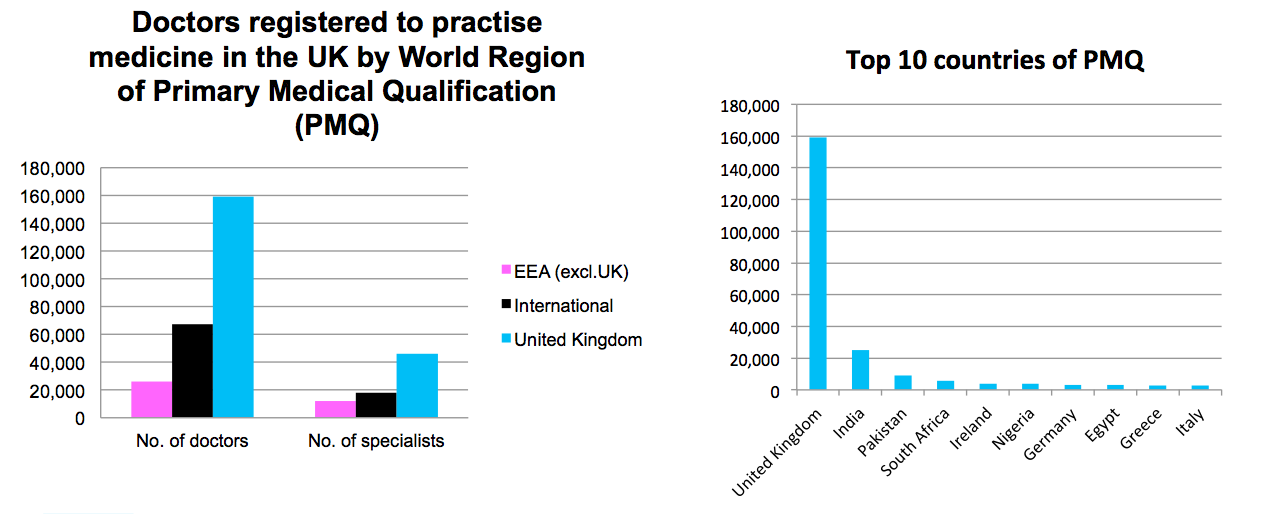 Doctors registered to practise
medicine in the UK by World Region
of Primary Medical Qualification
(PMQ)
180,000
160,000
140,000
120,000
100,000
80,000
60,000
40,000
20,000
0
No. of doctors
No. of specialists
EEA (excl.UK)
International
United Kingdom
Top 10 countries of PMQ
180,000
160,000
140,000
120,000
100,000
80,000
60,000
40,000
20,000
0
United Kingdom
India
Pakistan
South Africa
Ireland
Nigeria
Germany
Egypt
Greece
Italy